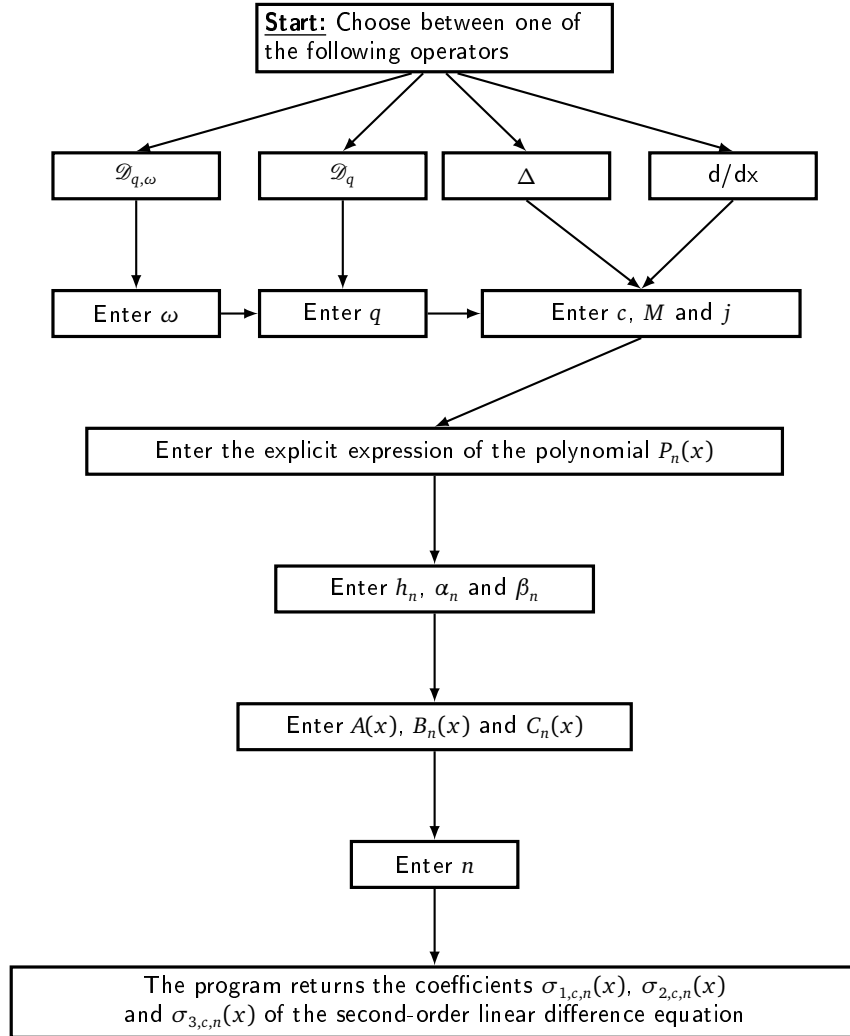 Start: Choose between one of
the following operators
𝒟q,ω
𝒟q
Δ
d/dx
Enter ω
Enter q
Enter c, M and j
Enter the explicit expression of the polynomial Pn(x)
Enter hn, αn and βn
Enter A(x), Bn(x) and Cn(x)
Enter n
The program returns the coefficients σ1,c,n(x), σ2,c,n(x)
and σ3,c,n(x) of the second-order linear difference equation